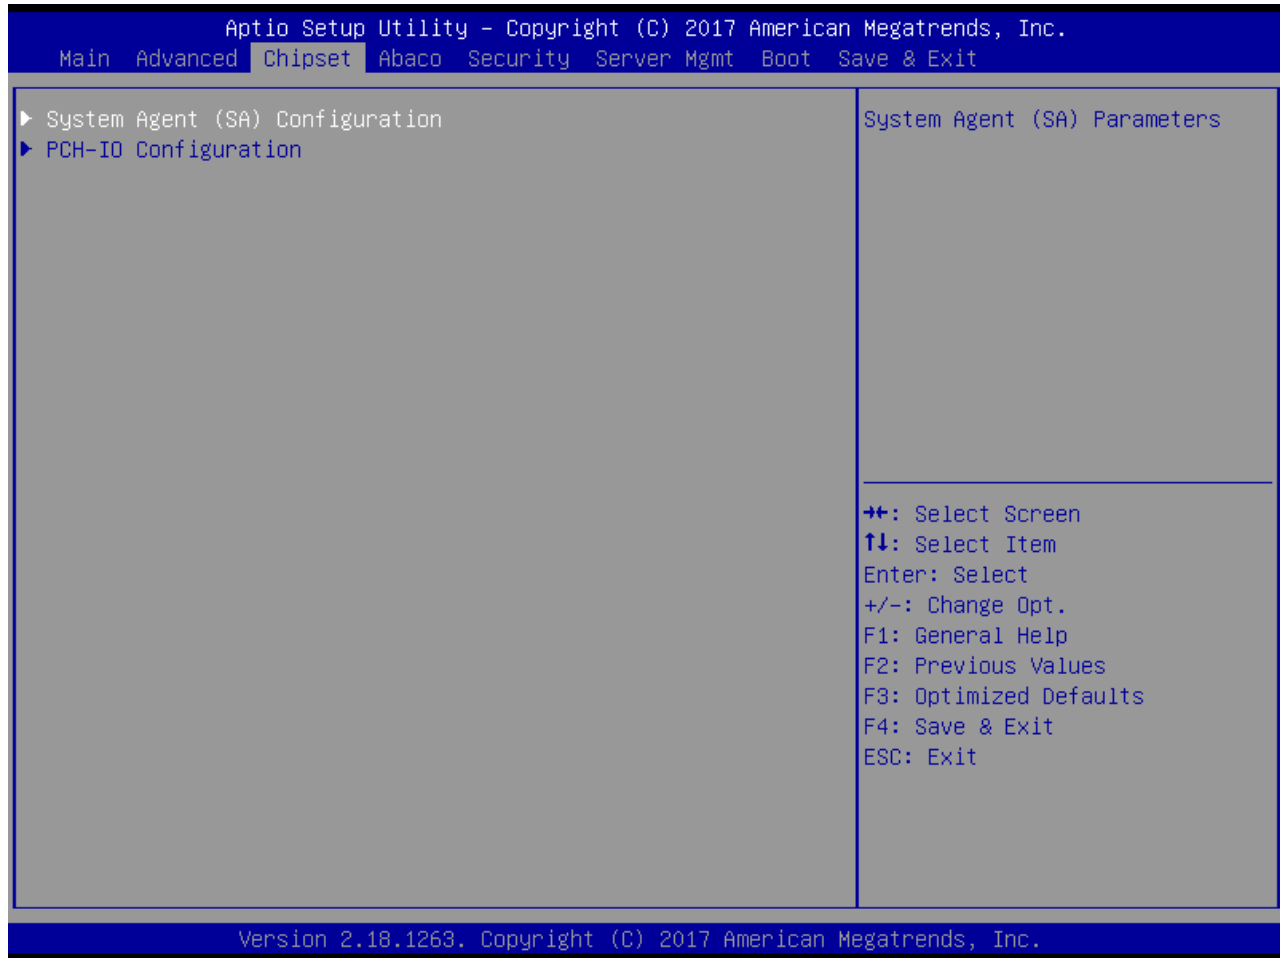 Aptio Setup Utility – Copyright (C) 2017 American Megatrends, Inc.
Main Advanced Chipset Abaco Security Server Mgmt Boot Save & Exit
▶ System Agent (SA) Configuration
▶ PCH-IO Configuration
System Agent (SA) Parameters
→←: Select Screen
↑↓: Select Item
Enter: Select
+/-: Change Opt.
F1: General Help
F2: Previous Values
F3: Optimized Defaults
F4: Save & Exit
ESC: Exit
Version 2.18.1263. Copyright (C) 2017 American Megatrends, Inc.